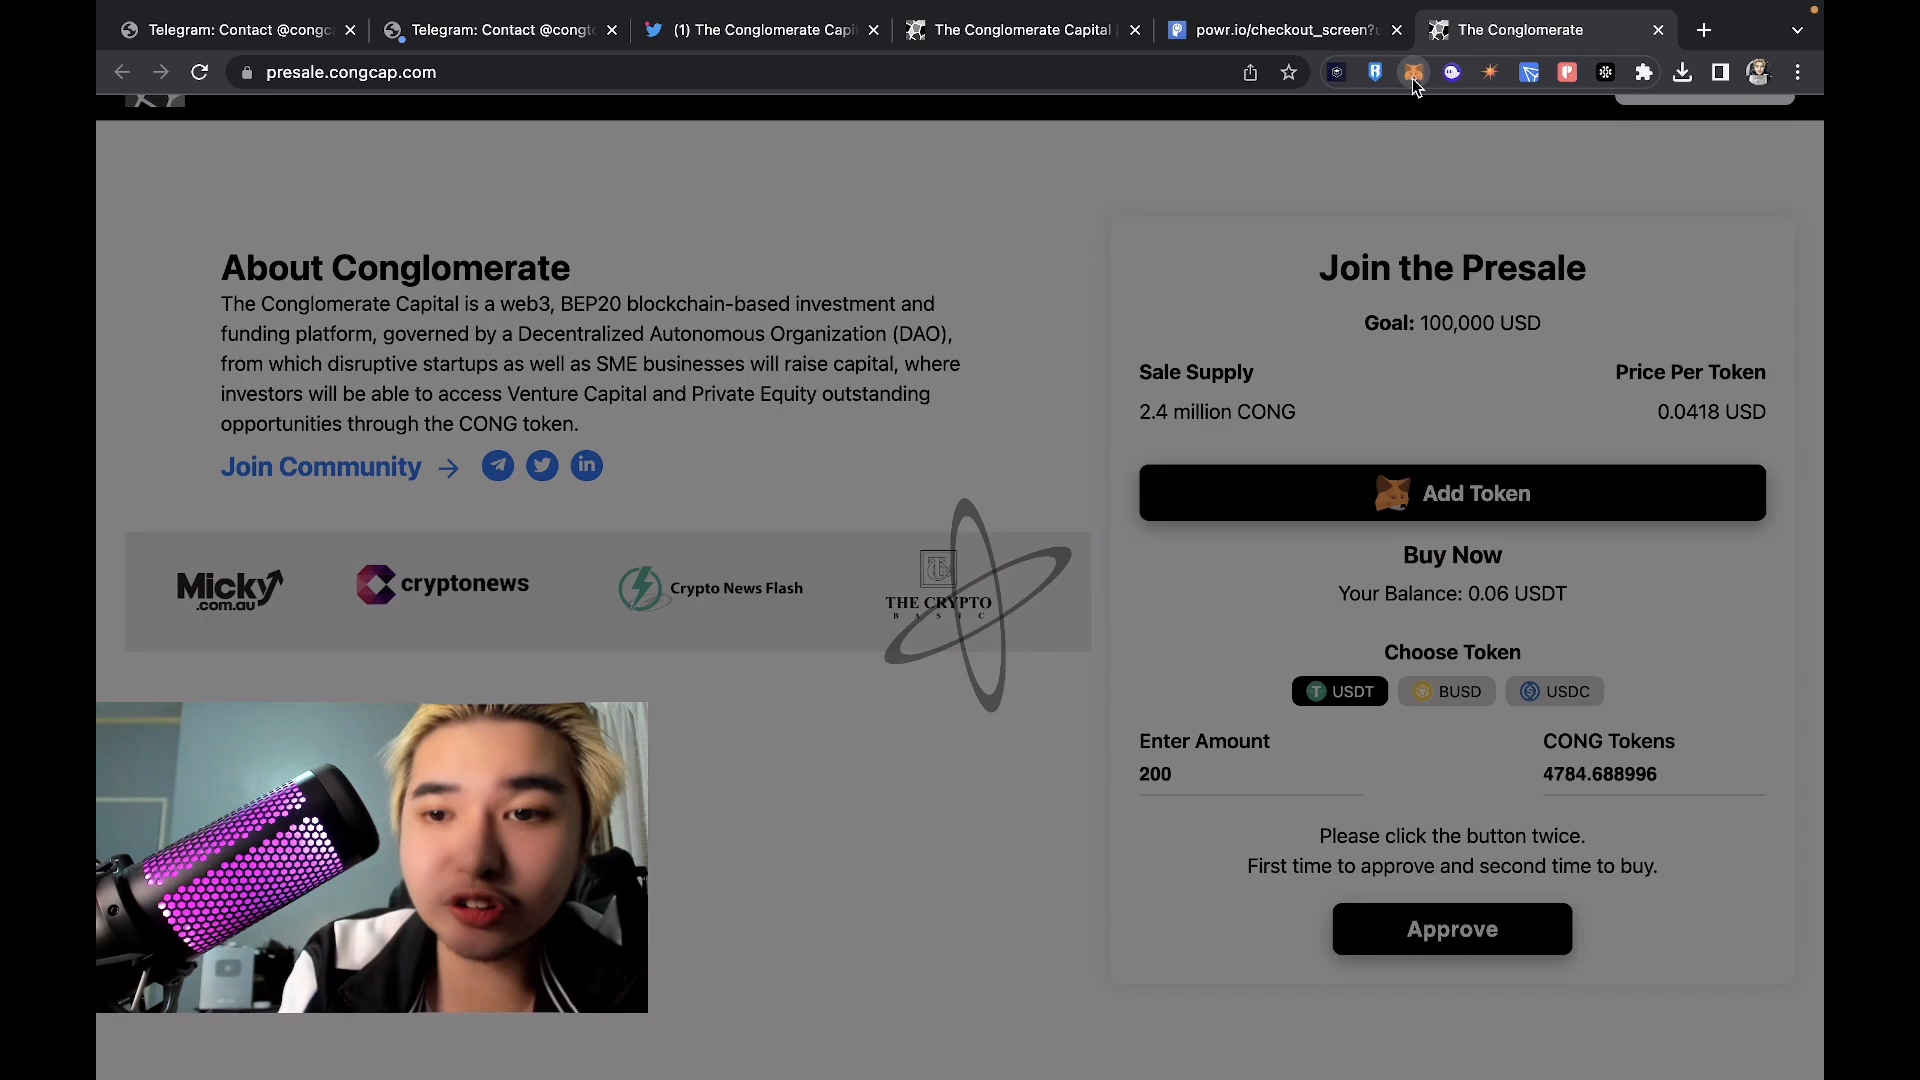 Telegram: Contact @congc
Telegram: Contact @congt
(1) The Conglomerate Capi
The Conglomerate Capital
powr.io/checkout_screen?
The Conglomerate
presale.congcap.com
About Conglomerate
The Conglomerate Capital is a web3, BEP20 blockchain-based investment and
funding platform, governed by a Decentralized Autonomous Organization (DAO),
from which disruptive startups as well as SME businesses will raise capital, where
investors will be able to access Venture Capital and Private Equity outstanding
opportunities through the CONG token.
Join Community →
Micky
.com.au
cryptonews
Crypto News Flash
THE CRYPTO
BASIC
Join the Presale
Goal: 100,000 USD
Sale Supply
Price Per Token
2.4 million CONG
0.0418 USD
Add Token
Buy Now
Your Balance: 0.06 USDT
Choose Token
USDT
BUSD
USDC
Enter Amount
CONG Tokens
200
4784.688996
Please click the button twice.
First time to approve and second time to buy.
Approve